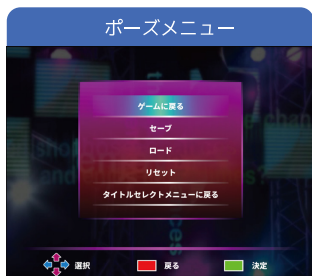 ポーズメニュー
ゲームに戻る
セーブ
ロード
リセット
タイトルセレクトメニューに戻る
選択
戻る
決定